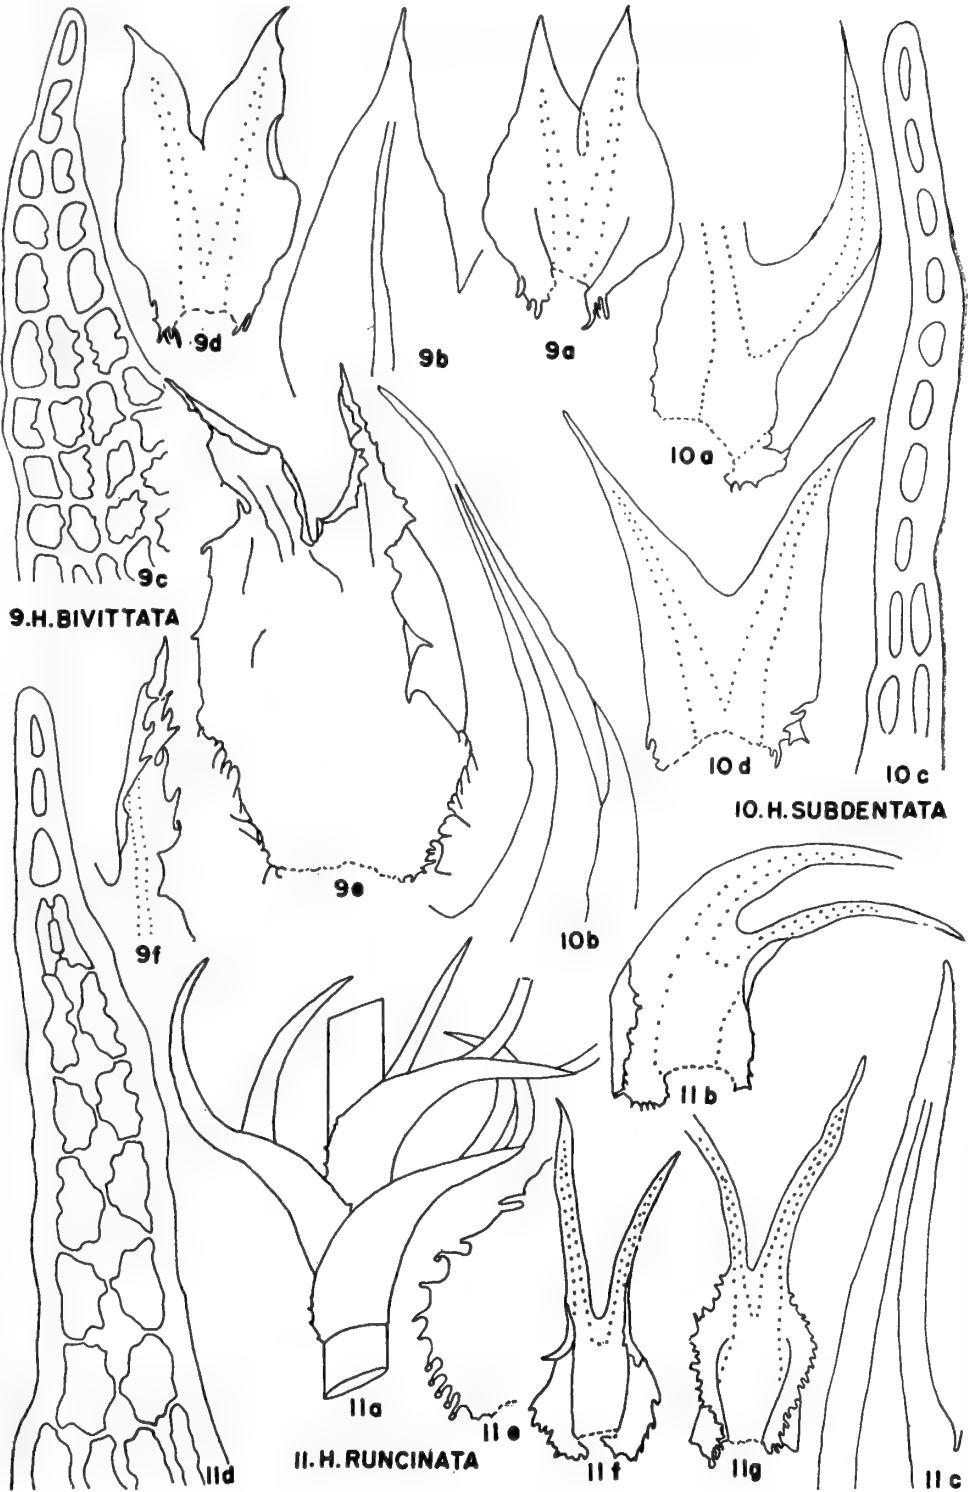 9d
9b
9a
10a
9c
9.H.BIVITTATA
10d
10c
10.H.SUBDENTATA
9e
9f
10b
11b
11a
11e
11.H.RUNCINATA
11d
11f
11g
11c